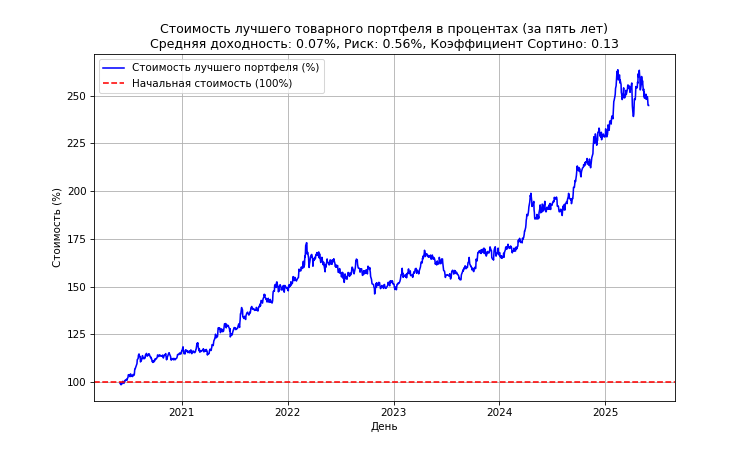 Стоимость лучшего товарного портфеля в процентах (за пять лет)
Средняя доходность: 0.07%, Риск: 0.56%, Коэффициент Сортино: 0.13
Стоимость лучшего портфеля (%)
Начальная стоимость (100%)
Стоимость (%)
250
225
200
175
150
125
100
2021
2022
2023
2024
2025
День